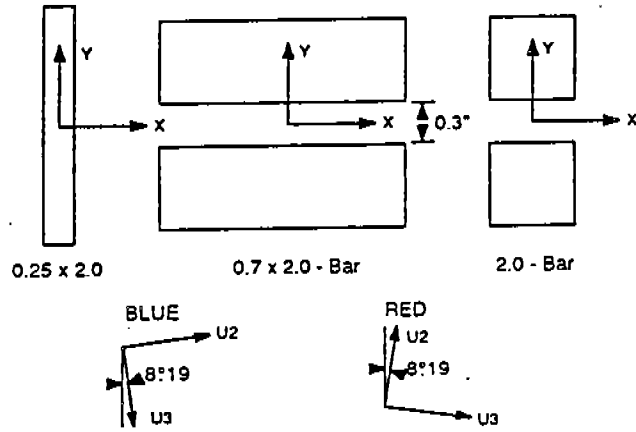 Y
X
0.25 x 2.0
Y
X
0.3"
0.7 x 2.0 - Bar
Y
X
2.0 - Bar
BLUE
U2
8°19
U3
RED
U2
8°19
U3